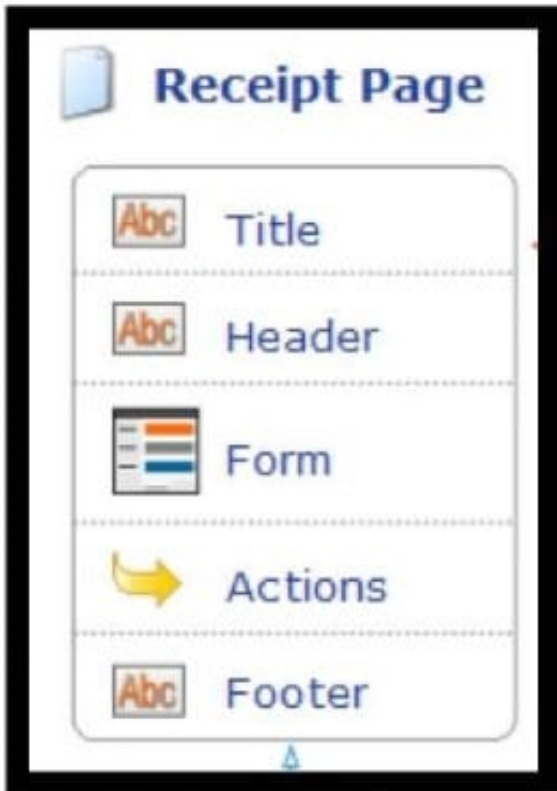 Receipt Page
Abc Title
Abc Header
Form
Actions
Abc Footer